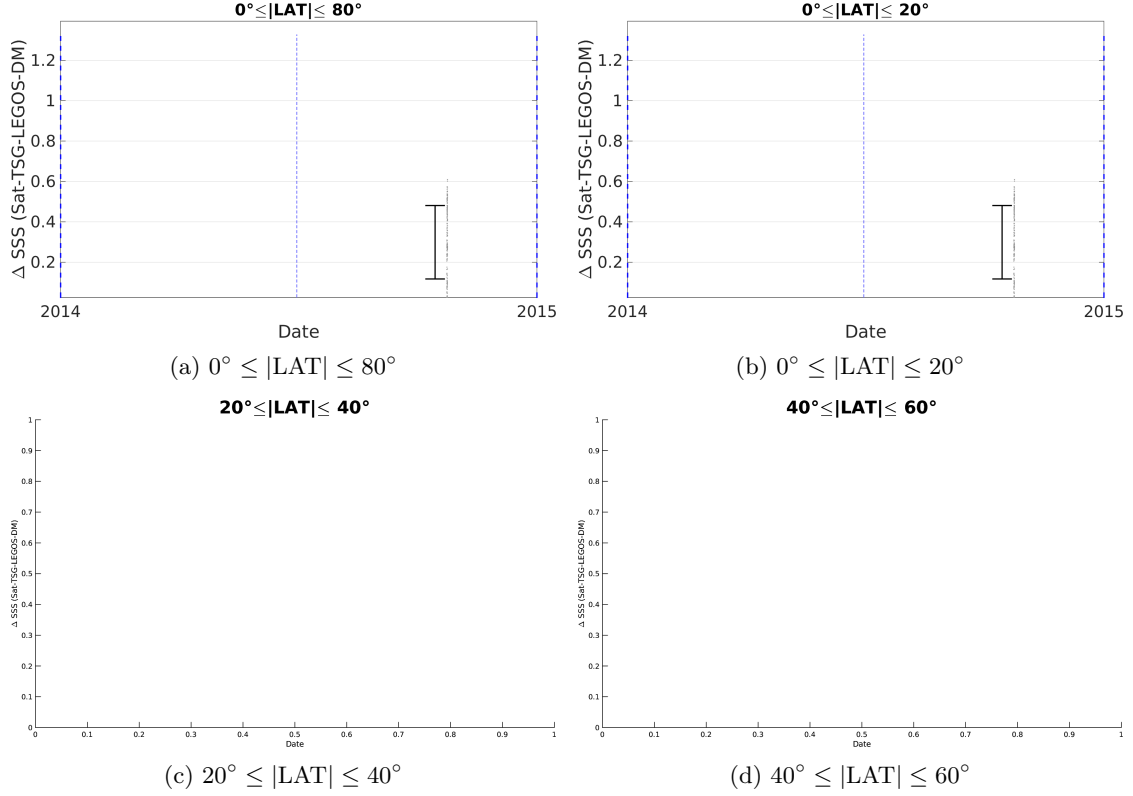 0°≤|LAT|≤ 80°
Δ SSS (Sat-TSG-LEGOS-DM)
1.2
1
0.8
0.6
0.4
0.2
2014
2015
Date
(a) 0° ≤ |LAT| ≤ 80°
0°≤|LAT|≤ 20°
Δ SSS (Sat-TSG-LEGOS-DM)
1.2
1
0.8
0.6
0.4
0.2
2014
2015
Date
(b) 0° ≤ |LAT| ≤ 20°
20°≤|LAT|≤ 40°
Δ SSS (Sat-TSG-LEGOS-DM)
1
0.9
0.8
0.7
0.6
0.5
0.4
0.3
0.2
0.1
0
0 0.1 0.2 0.3 0.4 0.5 0.6 0.7 0.8 0.9 1
Date
(c) 20° ≤ |LAT| ≤ 40°
40°≤|LAT|≤ 60°
Δ SSS (Sat-TSG-LEGOS-DM)
1
0.9
0.8
0.7
0.6
0.5
0.4
0.3
0.2
0.1
0
0 0.1 0.2 0.3 0.4 0.5 0.6 0.7 0.8 0.9 1
Date
(d) 40° ≤ |LAT| ≤ 60°